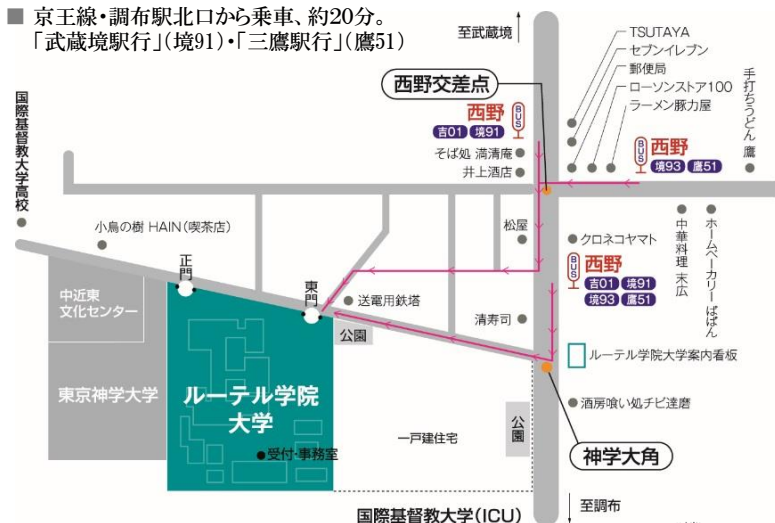 ■ 京王線・調布駅北口から乗車、約20分。
「武蔵境駅行」(境91)・「三鷹駅行」(鷹51)
至武蔵境
TSUTAYA
セブンイレブン
郵便局
ローソンストア100
ラーメン豚力屋
手打ちうどん 鷹
西野交差点
西野
BUS
吉01 境91
そば処 満清庵
井上酒店
BUS
西野
境93 鷹51
国際基督教大学高校
小鳥の樹 HAIN(喫茶店)
松屋
クロネコヤマト
中華料理 末広
ホームベーカリー ぱぱん
正門
東門
送電用鉄塔
BUS
西野
吉01 境91
境93 鷹51
中近東
文化センター
公園
清寿司
ルーテル学院大学案内看板
東京神学大学
ルーテル学院
大学
受付・事務室
一戸建住宅
公園
酒房喰い処チビ達磨
神学大角
至調布
国際基督教大学(ICU)